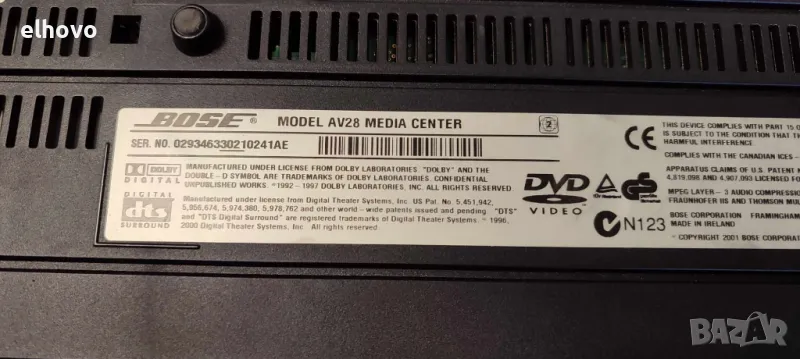 elhovo
BOSE ® MODEL AV28 MEDIA CENTER
2
SER. NO. 029346330210241AE
DOLBY DIGITAL
MANUFACTURED UNDER LICENSE FROM DOLBY LABORATORIES. "DOLBY" AND THE
DOUBLE – D SYMBOL ARE TRADEMARKS OF DOLBY LABORATORIES. CONFIDENTIAL
UNPUBLISHED WORKS. ©1992 -1997 DOLBY LABORATORIES, INC. ALL RIGHTS RESERVED.
DIGITAL
dts
SURROUND
Manufactured under license from Digital Theater Systems, Inc. US Pat. No. 5,451,942,
5,956,674, 5,974,380, 5,978,762 and other – world-wide patents issued and pending "DTS"
and "DTS Digital Surround" are registered trademarks of Digital Theater Systems, Inc. © 1996,
2000 Digital Theater Systems, Inc. All rights reserved.
DVD
VIDEO
GS
N123
CE
THIS DEVICE COMPLIES WITH PART 15 O
IS SUBJECT TO THE CONDITION THAT
HARMFUL INTERFERENCE.
COMPLIES WITH THE CANADIAN ICES –
APPARATUS CLAIMS OF U.S. PATENT N
4,819,098 AND 4,907,093 LICENSED FO
MPEG LAYER – 3 AUDIO COMPRESSIO
FRAUNHOFER IIS AND THOMSON MUL
BOSE CORPORATION FRAMINGHAM
MADE IN IRELAND
© COPYRIGHT 2001 BOSE CORPORAT
BAZAR